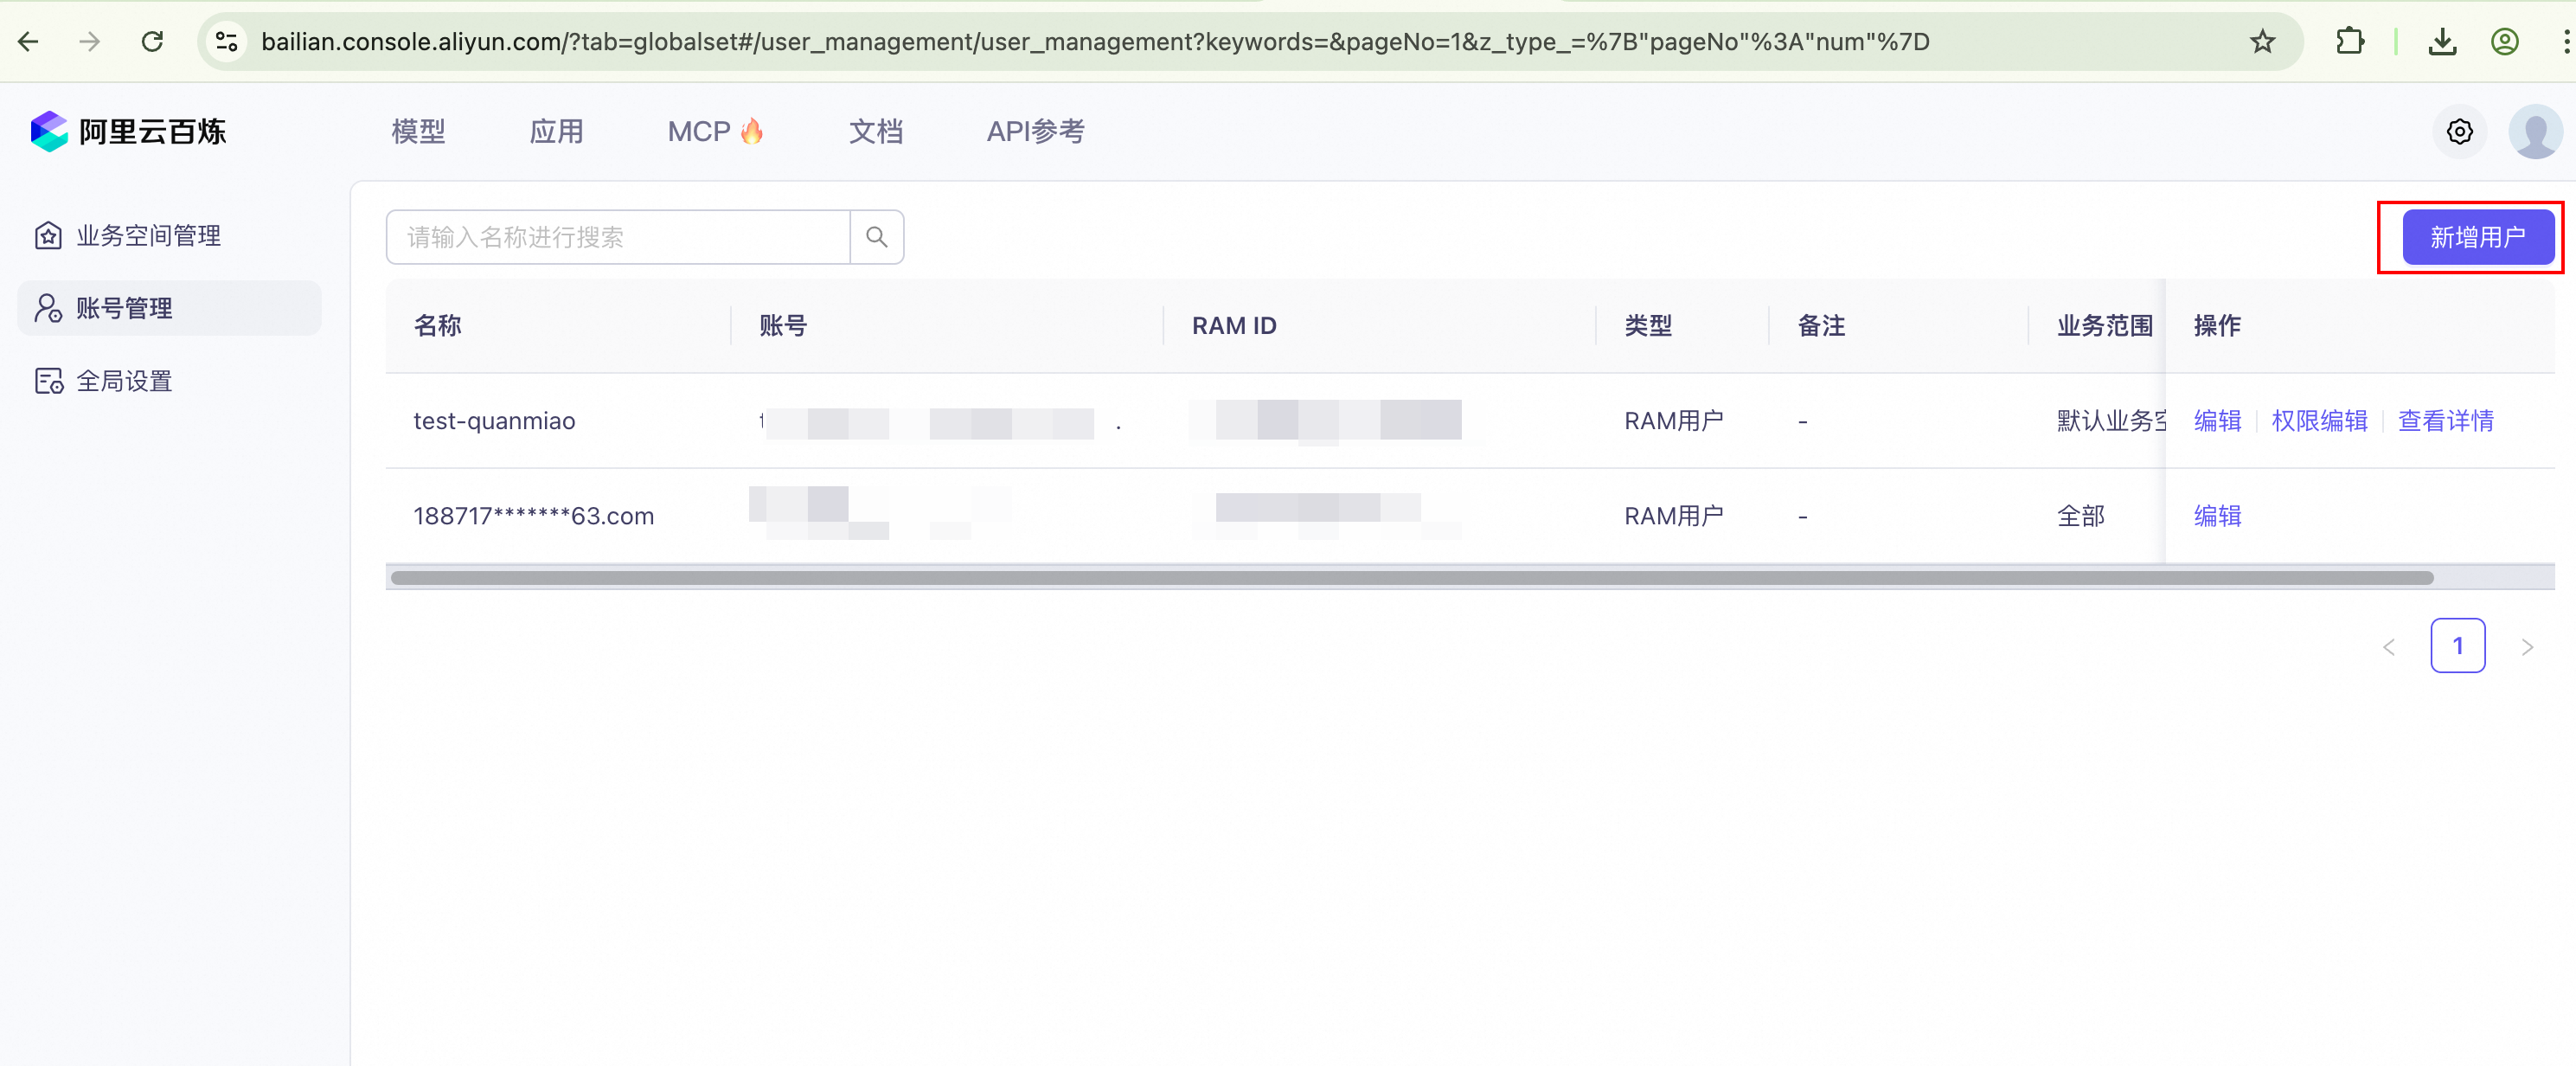 bailian.console.aliyun.com/?tab=globalset#/user_management/user_management?keywords=&pageNo=1&z_type_=%7B"pageNo"%3A"num"%7D
阿里云百炼
模型 应用 MCP 文档 API参考
业务空间管理
账号管理
全局设置
请输入名称进行搜索
新增用户
名称 账号 RAM ID 类型 备注 业务范围 操作
test-quanmiao RAM用户 - 默认业务空 编辑 权限编辑 查看详情
188717*******63.com RAM用户 - 全部 编辑
1